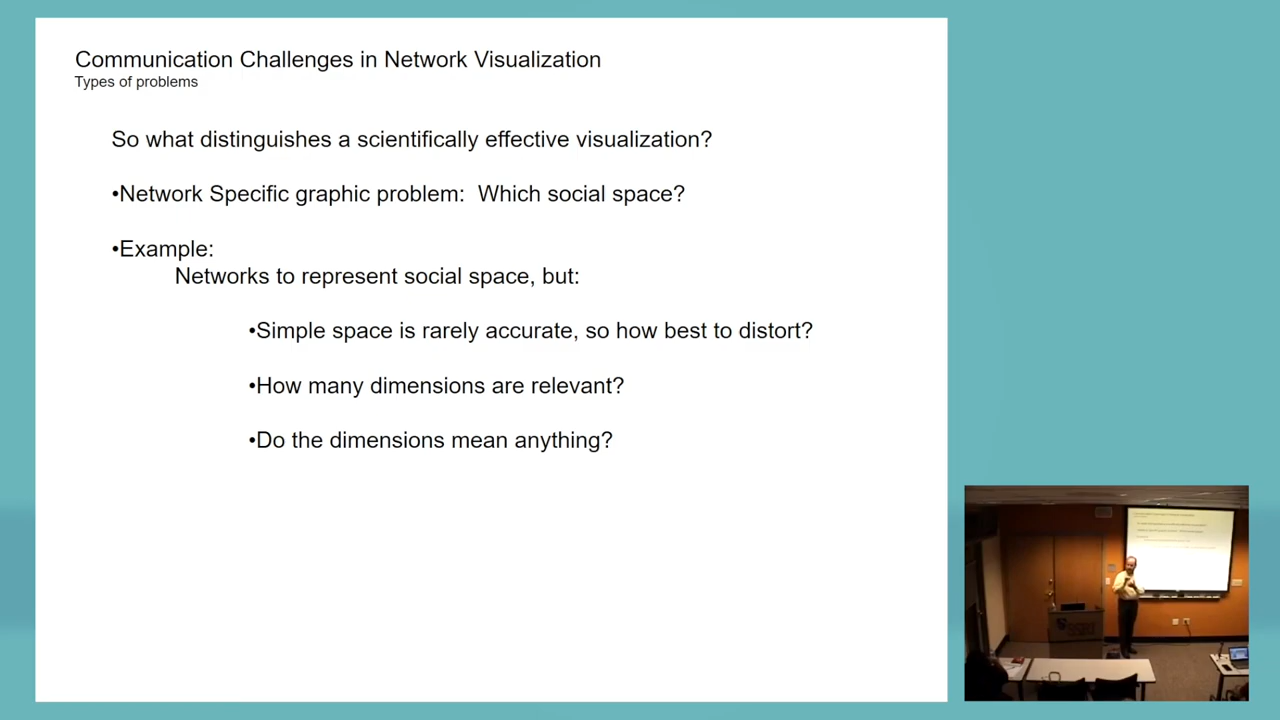 Communication Challenges in Network Visualization
Types of problems
So what distinguishes a scientifically effective visualization?
•Network Specific graphic problem:  Which social space?
•Example:
Networks to represent social space, but:
•Simple space is rarely accurate, so how best to distort?
•How many dimensions are relevant?
•Do the dimensions mean anything?